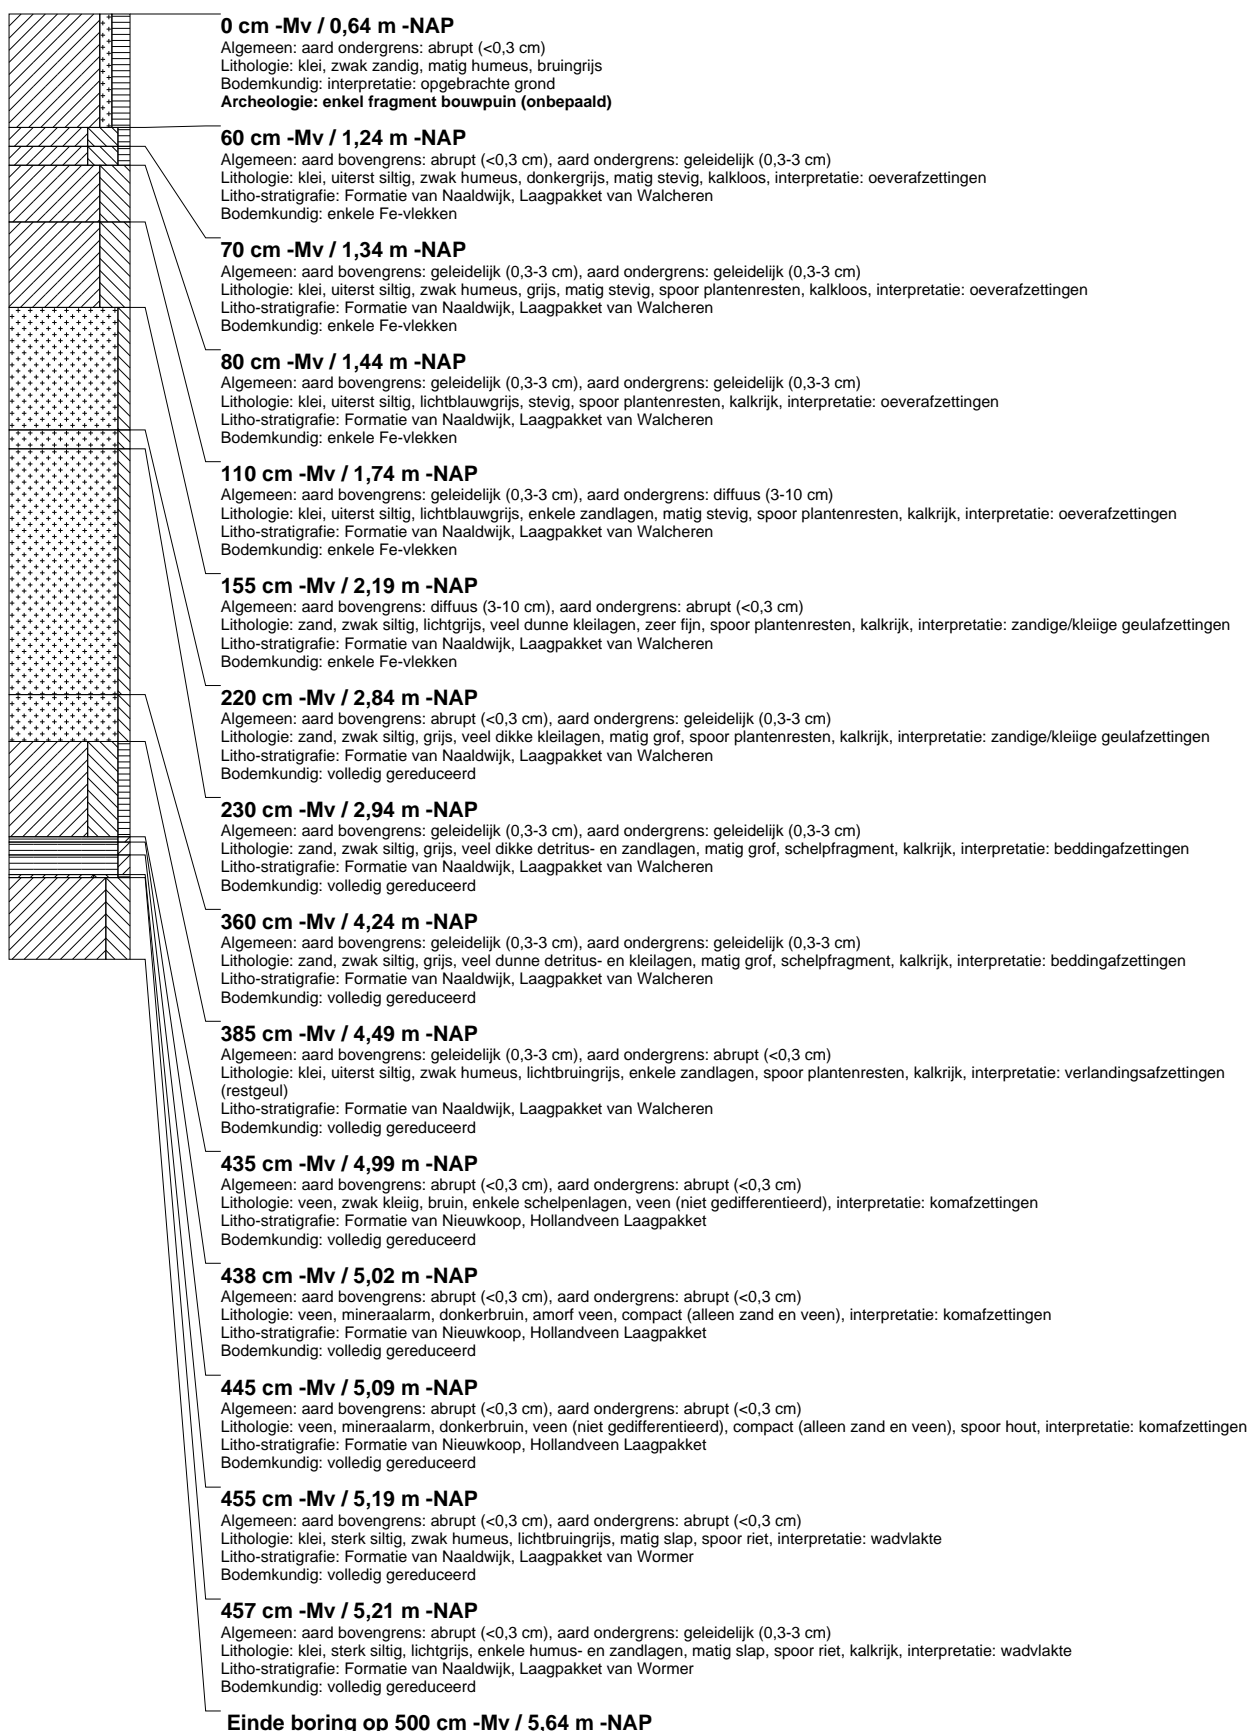 0 cm -Mv / 0,64 m -NAP
Algemeen: aard ondergrens: abrupt (<0,3 cm)
Lithologie: klei, zwak zandig, matig humeus, bruingrijs
Bodemkundig: interpretatie: opgebrachte grond
Archeologie: enkel fragment bouwpuin (onbepaald)
60 cm -Mv / 1,24 m -NAP
Algemeen: aard bovengrens: abrupt (<0,3 cm), aard ondergrens: geleidelijk (0,3-3 cm)
Lithologie: klei, uiterst siltig, zwak humeus, donkergrijs, matig stevig, kalkloos, interpretatie: oeverafzettingen
Litho-stratigrafie: Formatie van Naaldwijk, Laagpakket van Walcheren
Bodemkundig: enkele Fe-vlekken
70 cm -Mv / 1,34 m -NAP
Algemeen: aard bovengrens: geleidelijk (0,3-3 cm), aard ondergrens: geleidelijk (0,3-3 cm)
Lithologie: klei, uiterst siltig, zwak humeus, grijs, matig stevig, spoor plantenresten, kalkloos, interpretatie: oeverafzettingen
Litho-stratigrafie: Formatie van Naaldwijk, Laagpakket van Walcheren
Bodemkundig: enkele Fe-vlekken
80 cm -Mv / 1,44 m -NAP
Algemeen: aard bovengrens: geleidelijk (0,3-3 cm), aard ondergrens: geleidelijk (0,3-3 cm)
Lithologie: klei, uiterst siltig, lichtblauwgrijs, stevig, spoor plantenresten, kalkrijk, interpretatie: oeverafzettingen
Litho-stratigrafie: Formatie van Naaldwijk, Laagpakket van Walcheren
Bodemkundig: enkele Fe-vlekken
110 cm -Mv / 1,74 m -NAP
Algemeen: aard bovengrens: geleidelijk (0,3-3 cm), aard ondergrens: diffuus (3-10 cm)
Lithologie: klei, uiterst siltig, lichtblauwgrijs, enkele zandlagen, matig stevig, spoor plantenresten, kalkrijk, interpretatie: oeverafzettingen
Litho-stratigrafie: Formatie van Naaldwijk, Laagpakket van Walcheren
Bodemkundig: enkele Fe-vlekken
155 cm -Mv / 2,19 m -NAP
Algemeen: aard bovengrens: diffuus (3-10 cm), aard ondergrens: abrupt (<0,3 cm)
Lithologie: zand, zwak siltig, lichtgrijs, veel dunne kleilagen, zeer fijn, spoor plantenresten, kalkrijk, interpretatie: zandige/kleiige geulafzettingen
Litho-stratigrafie: Formatie van Naaldwijk, Laagpakket van Walcheren
Bodemkundig: enkele Fe-vlekken
220 cm -Mv / 2,84 m -NAP
Algemeen: aard bovengrens: abrupt (<0,3 cm), aard ondergrens: geleidelijk (0,3-3 cm)
Lithologie: zand, zwak siltig, grijs, veel dikke kleilagen, matig grof, spoor plantenresten, kalkrijk, interpretatie: zandige/kleiige geulafzettingen
Litho-stratigrafie: Formatie van Naaldwijk, Laagpakket van Walcheren
Bodemkundig: volledig gereduceerd
230 cm -Mv / 2,94 m -NAP
Algemeen: aard bovengrens: geleidelijk (0,3-3 cm), aard ondergrens: geleidelijk (0,3-3 cm)
Lithologie: zand, zwak siltig, grijs, veel dikke detritus- en zandlagen, matig grof, schelpfragment, kalkrijk, interpretatie: beddingafzettingen
Litho-stratigrafie: Formatie van Naaldwijk, Laagpakket van Walcheren
Bodemkundig: volledig gereduceerd
360 cm -Mv / 4,24 m -NAP
Algemeen: aard bovengrens: geleidelijk (0,3-3 cm), aard ondergrens: geleidelijk (0,3-3 cm)
Lithologie: zand, zwak siltig, grijs, veel dunne detritus- en kleilagen, matig grof, schelpfragment, kalkrijk, interpretatie: beddingafzettingen
Litho-stratigrafie: Formatie van Naaldwijk, Laagpakket van Walcheren
Bodemkundig: volledig gereduceerd
385 cm -Mv / 4,49 m -NAP
Algemeen: aard bovengrens: geleidelijk (0,3-3 cm), aard ondergrens: abrupt (<0,3 cm)
Lithologie: klei, uiterst siltig, zwak humeus, lichtbruingrijs, enkele zandlagen, spoor plantenresten, kalkrijk, interpretatie: verlandingsafzettingen
(restgeul)
Litho-stratigrafie: Formatie van Naaldwijk, Laagpakket van Walcheren
Bodemkundig: volledig gereduceerd
435 cm -Mv / 4,99 m -NAP
Algemeen: aard bovengrens: abrupt (<0,3 cm), aard ondergrens: abrupt (<0,3 cm)
Lithologie: veen, zwak kleiig, bruin, enkele schelpenlagen, veen (niet gedifferentieerd), interpretatie: komafzettingen
Litho-stratigrafie: Formatie van Nieuwkoop, Hollandveen Laagpakket
Bodemkundig: volledig gereduceerd
438 cm -Mv / 5,02 m -NAP
Algemeen: aard bovengrens: abrupt (<0,3 cm), aard ondergrens: abrupt (<0,3 cm)
Lithologie: veen, mineraalarm, donkerbruin, amorf veen, compact (alleen zand en veen), interpretatie: komafzettingen
Litho-stratigrafie: Formatie van Nieuwkoop, Hollandveen Laagpakket
Bodemkundig: volledig gereduceerd
445 cm -Mv / 5,09 m -NAP
Algemeen: aard bovengrens: abrupt (<0,3 cm), aard ondergrens: abrupt (<0,3 cm)
Lithologie: veen, mineraalarm, donkerbruin, veen (niet gedifferentieerd), compact (alleen zand en veen), spoor hout, interpretatie: komafzettingen
Litho-stratigrafie: Formatie van Nieuwkoop, Hollandveen Laagpakket
Bodemkundig: volledig gereduceerd
455 cm -Mv / 5,19 m -NAP
Algemeen: aard bovengrens: abrupt (<0,3 cm), aard ondergrens: abrupt (<0,3 cm)
Lithologie: klei, sterk siltig, zwak humeus, lichtbruingrijs, matig slap, spoor riet, interpretatie: wadvlakte
Litho-stratigrafie: Formatie van Naaldwijk, Laagpakket van Wormer
Bodemkundig: volledig gereduceerd
457 cm -Mv / 5,21 m -NAP
Algemeen: aard bovengrens: abrupt (<0,3 cm), aard ondergrens: geleidelijk (0,3-3 cm)
Lithologie: klei, sterk siltig, lichtgrijs, enkele humus- en zandlagen, matig slap, spoor riet, kalkrijk, interpretatie: wadvlakte
Litho-stratigrafie: Formatie van Naaldwijk, Laagpakket van Wormer
Bodemkundig: volledig gereduceerd
Einde boring op 500 cm -Mv / 5,64 m -NAP